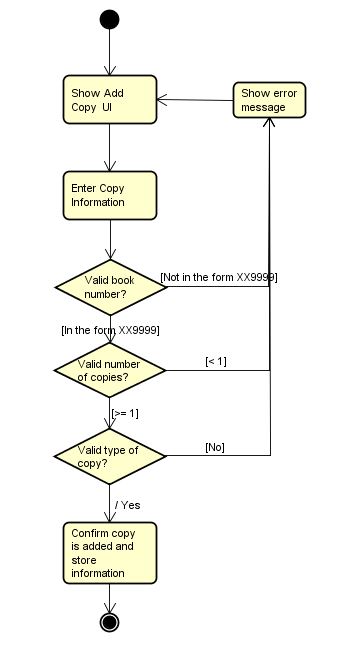 Show Add
Copy  UI
Show error
message
Enter Copy
Information
Valid book
number?
[Not in the form XX9999]
[In the form XX9999]
Valid number
of copies?
[< 1]
[>= 1]
Valid type of
copy?
[No]
/ Yes
Confirm copy
is added and
store
information